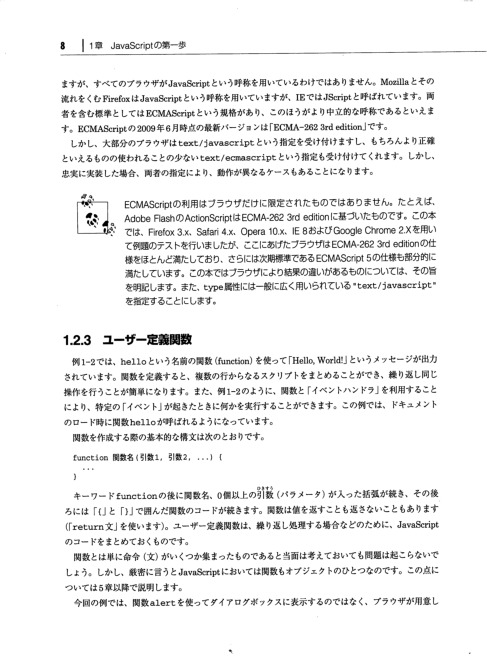 8 1章 JavaScriptの第一歩
ますが、すべてのブラウザがJavaScriptという呼称を用いているわけではありません。Mozillaとその
流れをくむFirefoxはJavaScriptという呼称を用いていますが、IEではJScriptと呼ばれています。両
者を含む標準としてはECMAScriptという規格があり、このほうがより中立的な呼称であるといえま
す。ECMAScriptの2009年6月時点の最新バージョンは「ECMA-262 3rd edition」です。
しかし、大部分のブラウザはtext/javascriptという指定を受け付けますし、もちろんより正確
といえるものの使われることの少ないtext/ecmascriptという指定も受け付けてくれます。しかし、
忠実に実装した場合、両者の指定により、動作が異なるケースもあることになります。
ECMAScriptの利用はブラウザだけに限定されたものではありません。たとえば、
Adobe FlashのActionScriptはECMA-262 3rd editionに基づいたものです。この本
では、Firefox 3.x、Safari 4.x、Opera 10.x、IE 8およびGoogle Chrome 2.Xを用い
て例題のテストを行いましたが、ここにあげたブラウザはECMA-262 3rd editionの仕
様をほとんど満たしており、さらには次期標準であるECMAScript 5の仕様も部分的に
満たしています。この本ではブラウザにより結果の違いがあるものについては、その旨
を明記します。また、type属性には一般に広く用いられている"text/javascript"
を指定することにします。
1.2.3 ユーザー定義関数
例1-2では、helloという名前の関数(function)を使って「Hello, World!」というメッセージが出力
されています。関数を定義すると、複数の行からなるスクリプトをまとめることができ、繰り返し同じ
操作を行うことが簡単になります。また、例1-2のように、関数と「イベントハンドラ」を利用すること
により、特定の「イベント」が起きたときに何かを実行することができます。この例では、ドキュメント
のロード時に関数helloが呼ばれるようになっています。
関数を作成する際の基本的な構文は次のとおりです。
function 関数名(引数1, 引数2, ...) {
...
}
キーワードfunctionの後に関数名、0個以上の引数(パラメータ)が入った括弧が続き、その後
ろには「{」と「}」で囲んだ関数のコードが続きます。関数は値を返すことも返さないこともあります
(「return文」を使います)。ユーザー定義関数は、繰り返し処理する場合などのために、JavaScript
のコードをまとめておくものです。
関数とは単に命令(文)がいくつか集まったものであると当面は考えておいても問題は起こらないで
しょう。しかし、厳密に言うとJavaScriptにおいては関数もオブジェクトのひとつなのです。この点に
ついては5章以降で説明します。
今回の例では、関数alertを使ってダイアログボックスに表示するのではなく、ブラウザが用意し